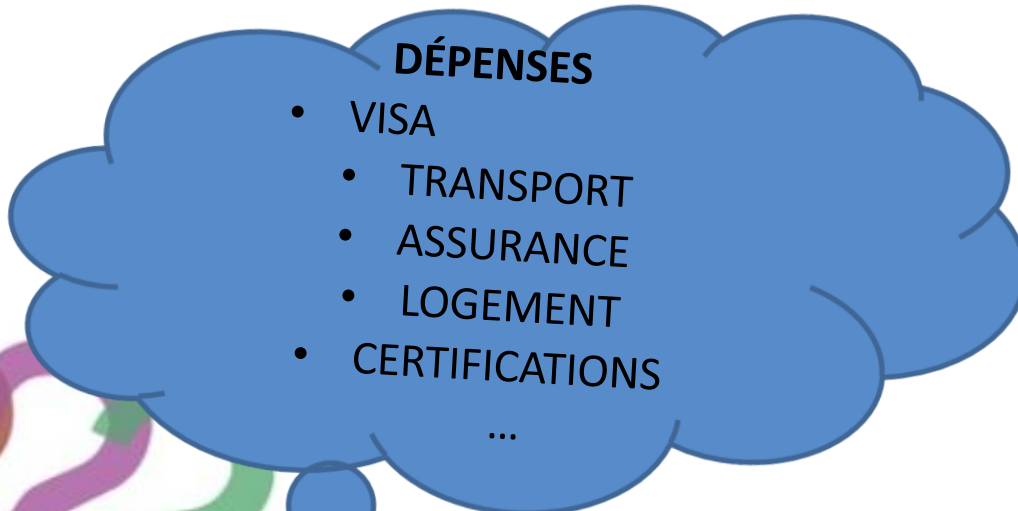 DÉPENSES
• VISA
• TRANSPORT
• ASSURANCE
• LOGEMENT
• CERTIFICATIONS
...